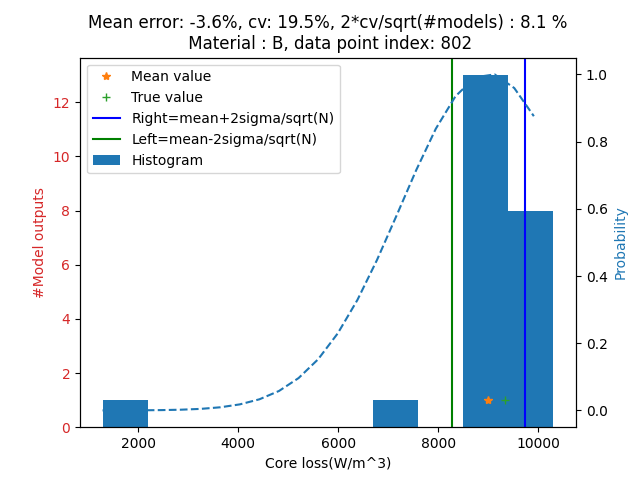 Mean error: -3.6%, cv: 19.5%, 2*cv/sqrt(#models) : 8.1 %
Material : B, data point index: 802
Mean value
True value
Right=mean+2sigma/sqrt(N)
Left=mean-2sigma/sqrt(N)
Histogram
#Model outputs
12
10
8
6
4
2
0
1.0
0.8
0.6
0.4
0.2
0.0
Probability
2000 4000 6000 8000 10000
Core loss(W/m^3)